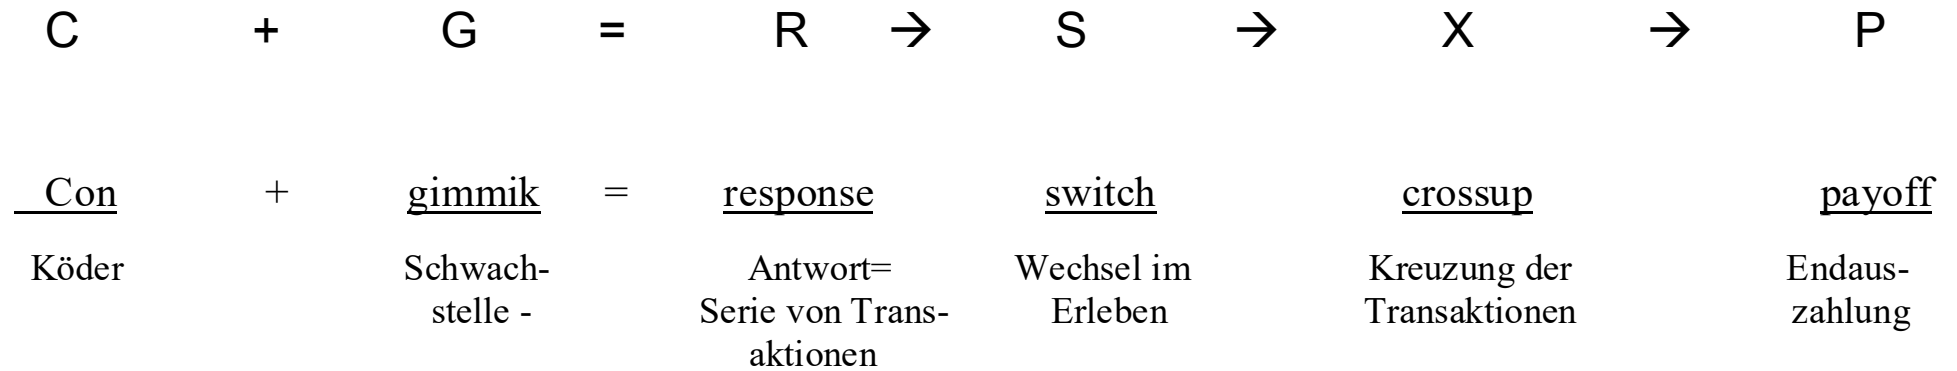 C + G = R → S → X → P
Con + gimmik = response switch crossup payoff
Köder Schwach- Antwort= Wechsel im Kreuzung der Endaus-
stelle - Serie von Trans- Erleben Transaktionen zahlung
aktionen